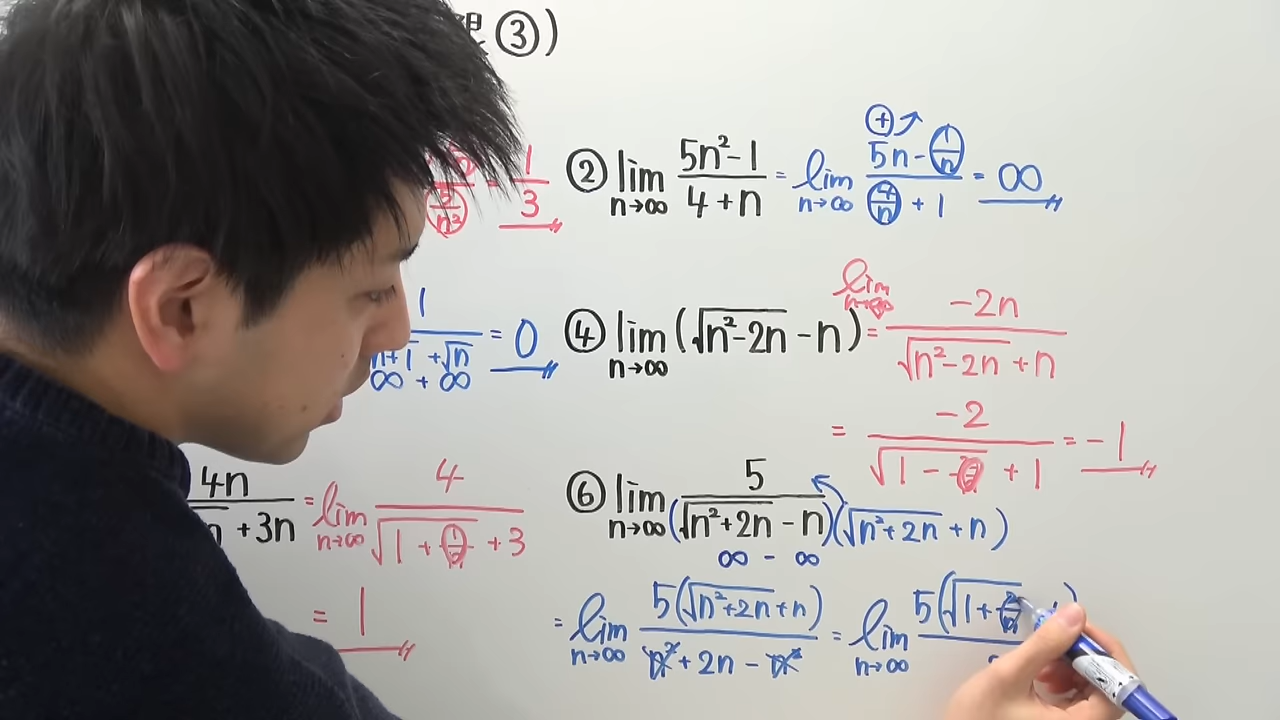 ③)
1/3
② lim n→∞ (5n²-1)/(4+n) = lim n→∞ (5n - 1/n)/(4/n + 1) = ∞
⊕↗
1/(√n+1 + √n) = 0
∞ + ∞
④ lim n→∞ (√(n²-2n) - n) = lim n→∞ -2n/(√(n²-2n) + n)
= -2/(√(1 - 2/n) + 1) = -1
4n/( +3n) = lim n→∞ 4/(√(1 + 1/n) + 3)
= 1
⑥ lim n→∞ 5/(√(n²+2n) - n) (√(n²+2n) + n)
∞ - ∞
= lim n→∞ 5(√(n²+2n) + n)/(n² + 2n - n²) = lim n→∞ 5(√(1 + 2/n)